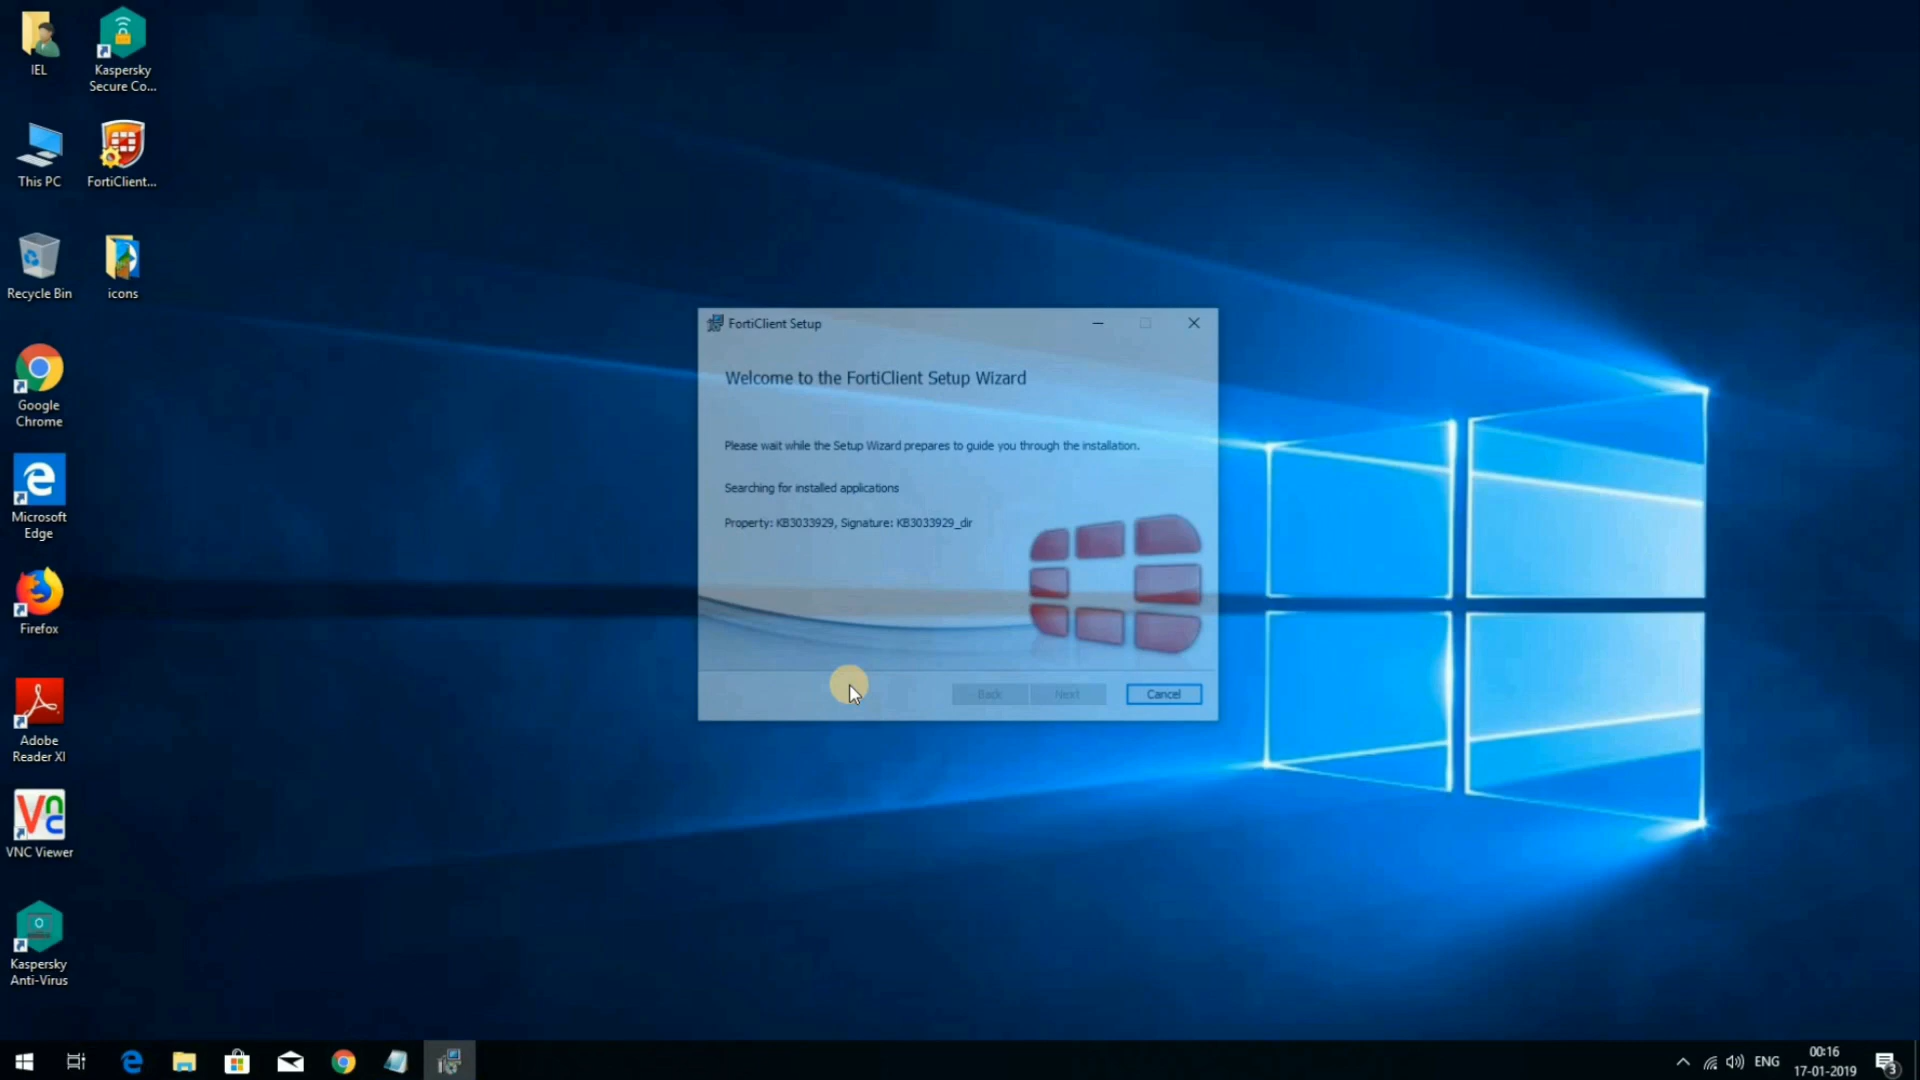 IEL
Kaspersky
Secure Co...
This PC
FortiClient...
Recycle Bin
icons
Google
Chrome
Microsoft
Edge
Firefox
Adobe
Reader XI
VNC Viewer
Kaspersky
Anti-Virus
FortiClient Setup
Welcome to the FortiClient Setup Wizard
Please wait while the Setup Wizard prepares to guide you through the installation.
Searching for installed applications
Property: KB3033929, Signature: KB3033929_dir
Back
Next
Cancel
ENG
00:16
17-01-2019
3